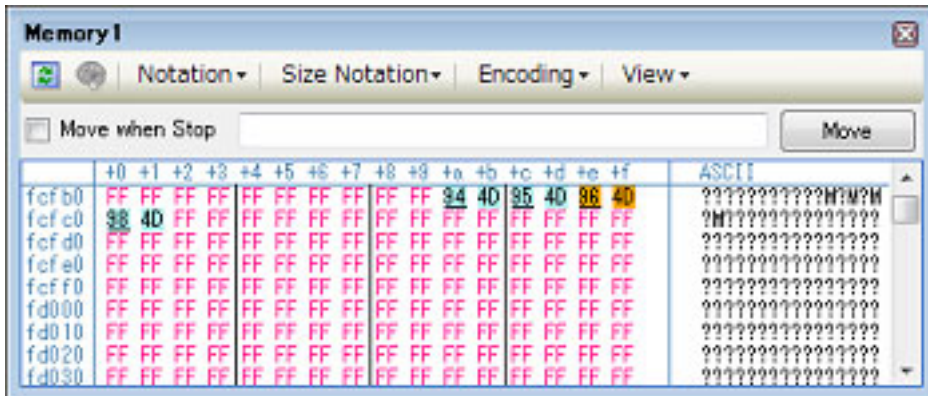 Memory1
Notation Size Notation Encoding View
Move when Stop Move
+0 +1 +2 +3 +4 +5 +6 +7 +8 +9 +a +b +c +d +e +f ASCII
fcfb0 FF FF FF FF FF FF FF FF FF FF 94 4D 95 4D 96 4D ???????????M?M?M
fcfc0 98 4D FF FF FF FF FF FF FF FF FF FF FF FF FF FF ?M??????????????
fcfd0 FF FF FF FF FF FF FF FF FF FF FF FF FF FF FF FF ????????????????
fcfe0 FF FF FF FF FF FF FF FF FF FF FF FF FF FF FF FF ????????????????
fcff0 FF FF FF FF FF FF FF FF FF FF FF FF FF FF FF FF ????????????????
fd000 FF FF FF FF FF FF FF FF FF FF FF FF FF FF FF FF ????????????????
fd010 FF FF FF FF FF FF FF FF FF FF FF FF FF FF FF FF ????????????????
fd020 FF FF FF FF FF FF FF FF FF FF FF FF FF FF FF FF ????????????????
fd030 FF FF FF FF FF FF FF FF FF FF FF FF FF FF FF FF ????????????????